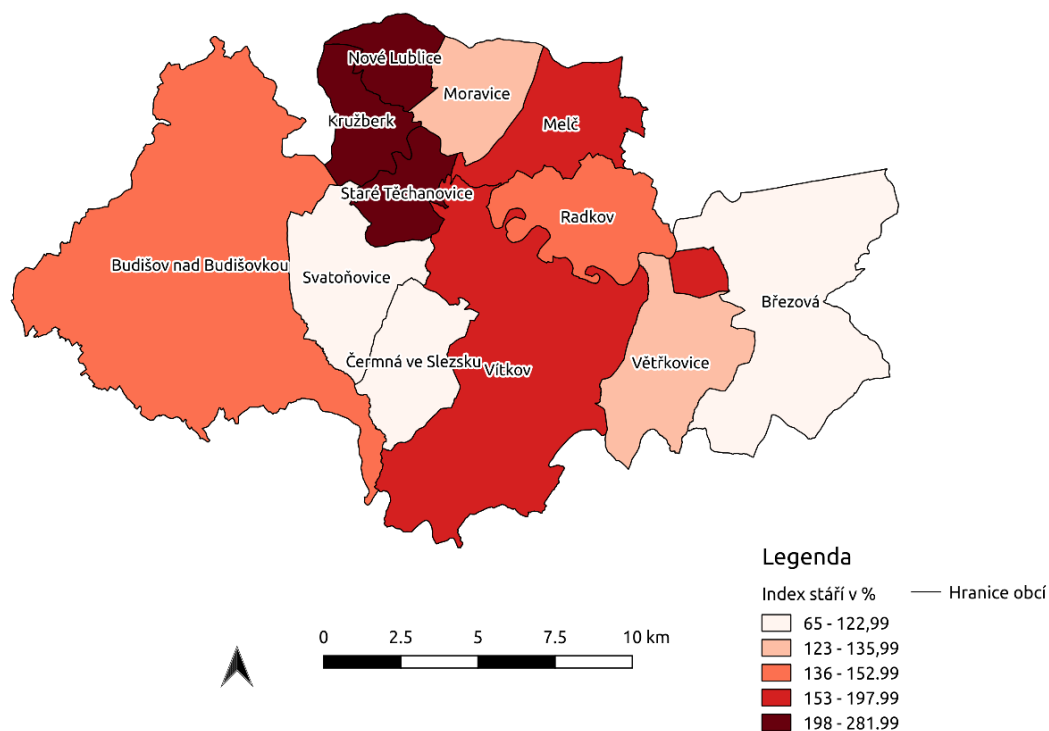 Nové Lublice
Moravice
Kružberk
Melč
Staré Těchanovice
Radkov
Budišov nad Budišovkou
Svatoňovice
Březová
Čermná ve Slezsku
Vítkov
Větřkovice
Legenda
Index stáří v %
Hranice obcí
65 - 122,99
123 - 135,99
136 - 152.99
153 - 197.99
198 - 281.99
0 2.5 5 7.5 10 km